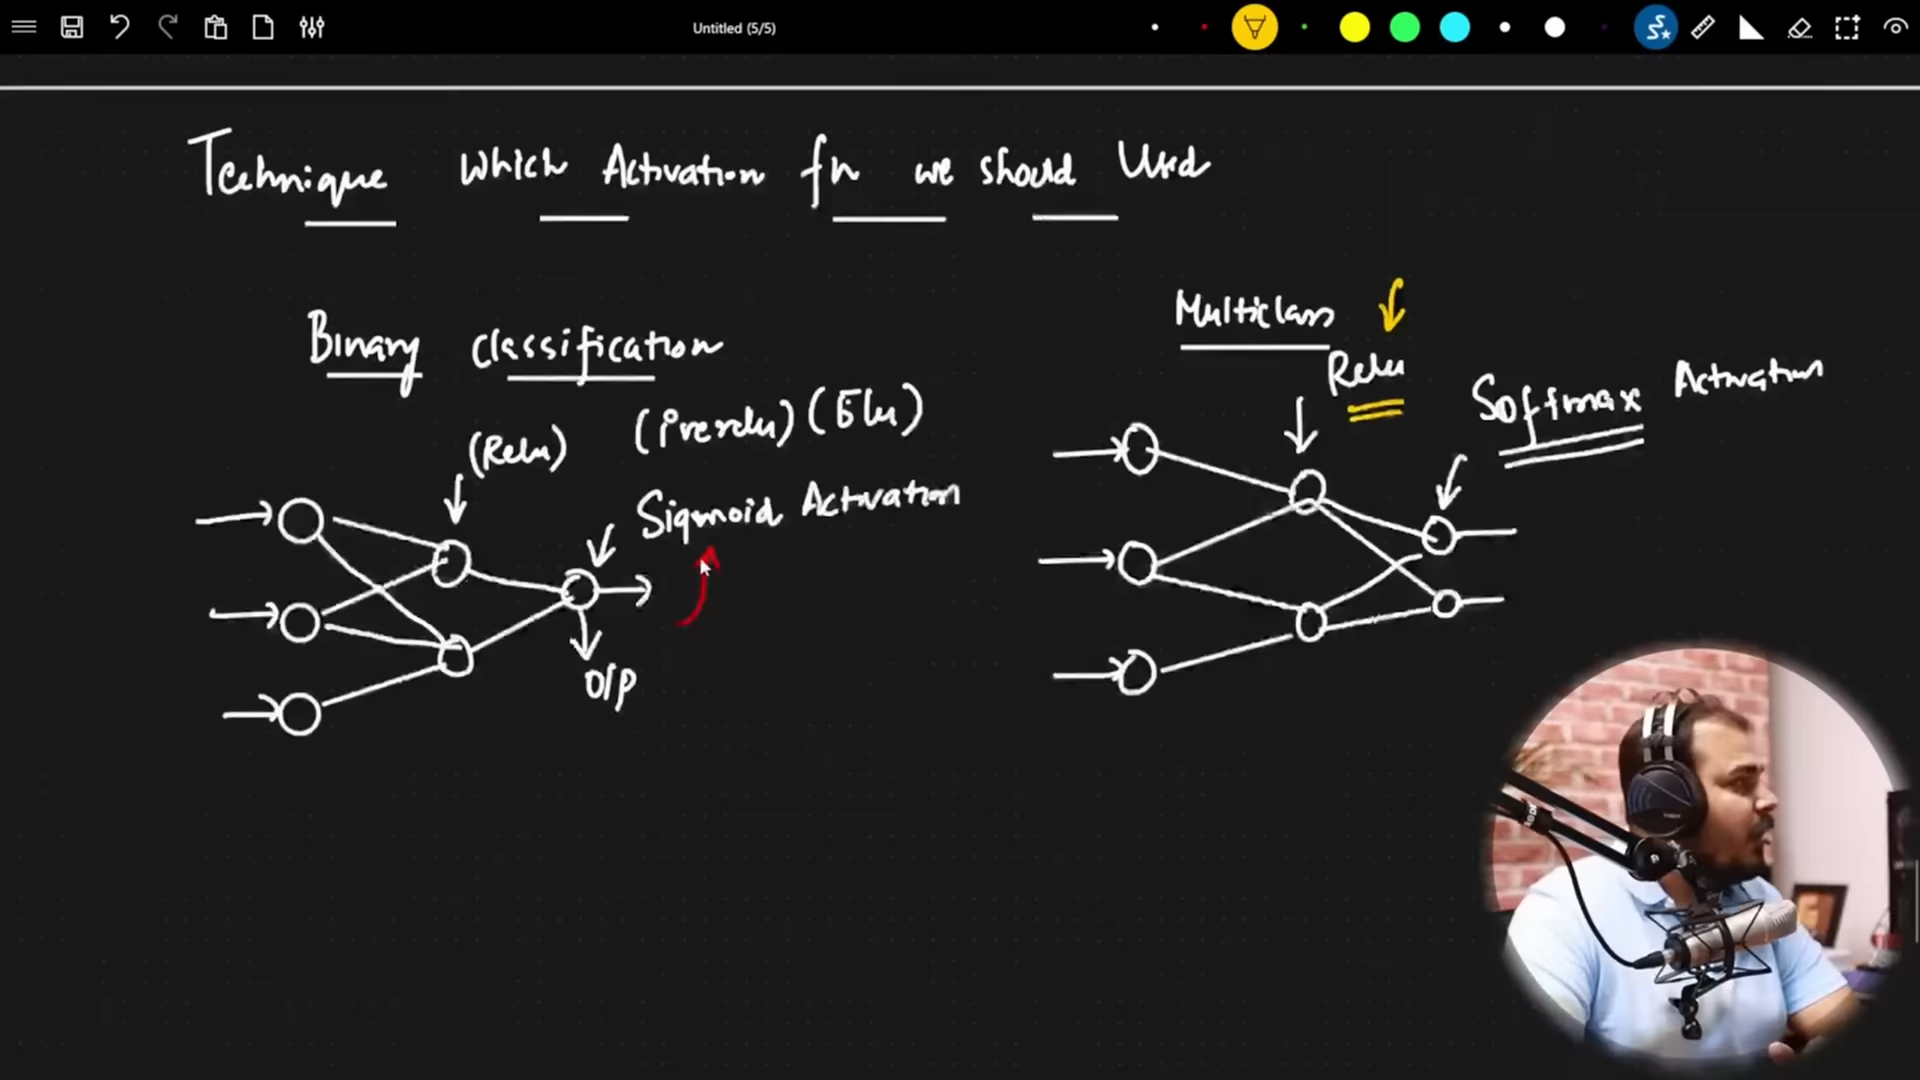 Untitled (5/5)
Technique Which Activation fn we should Used
Binary Classification
Multiclass
Relu
Softmax Activation
(Relu) (Prerelu) (Elu)
Sigmoid Activation
O/P